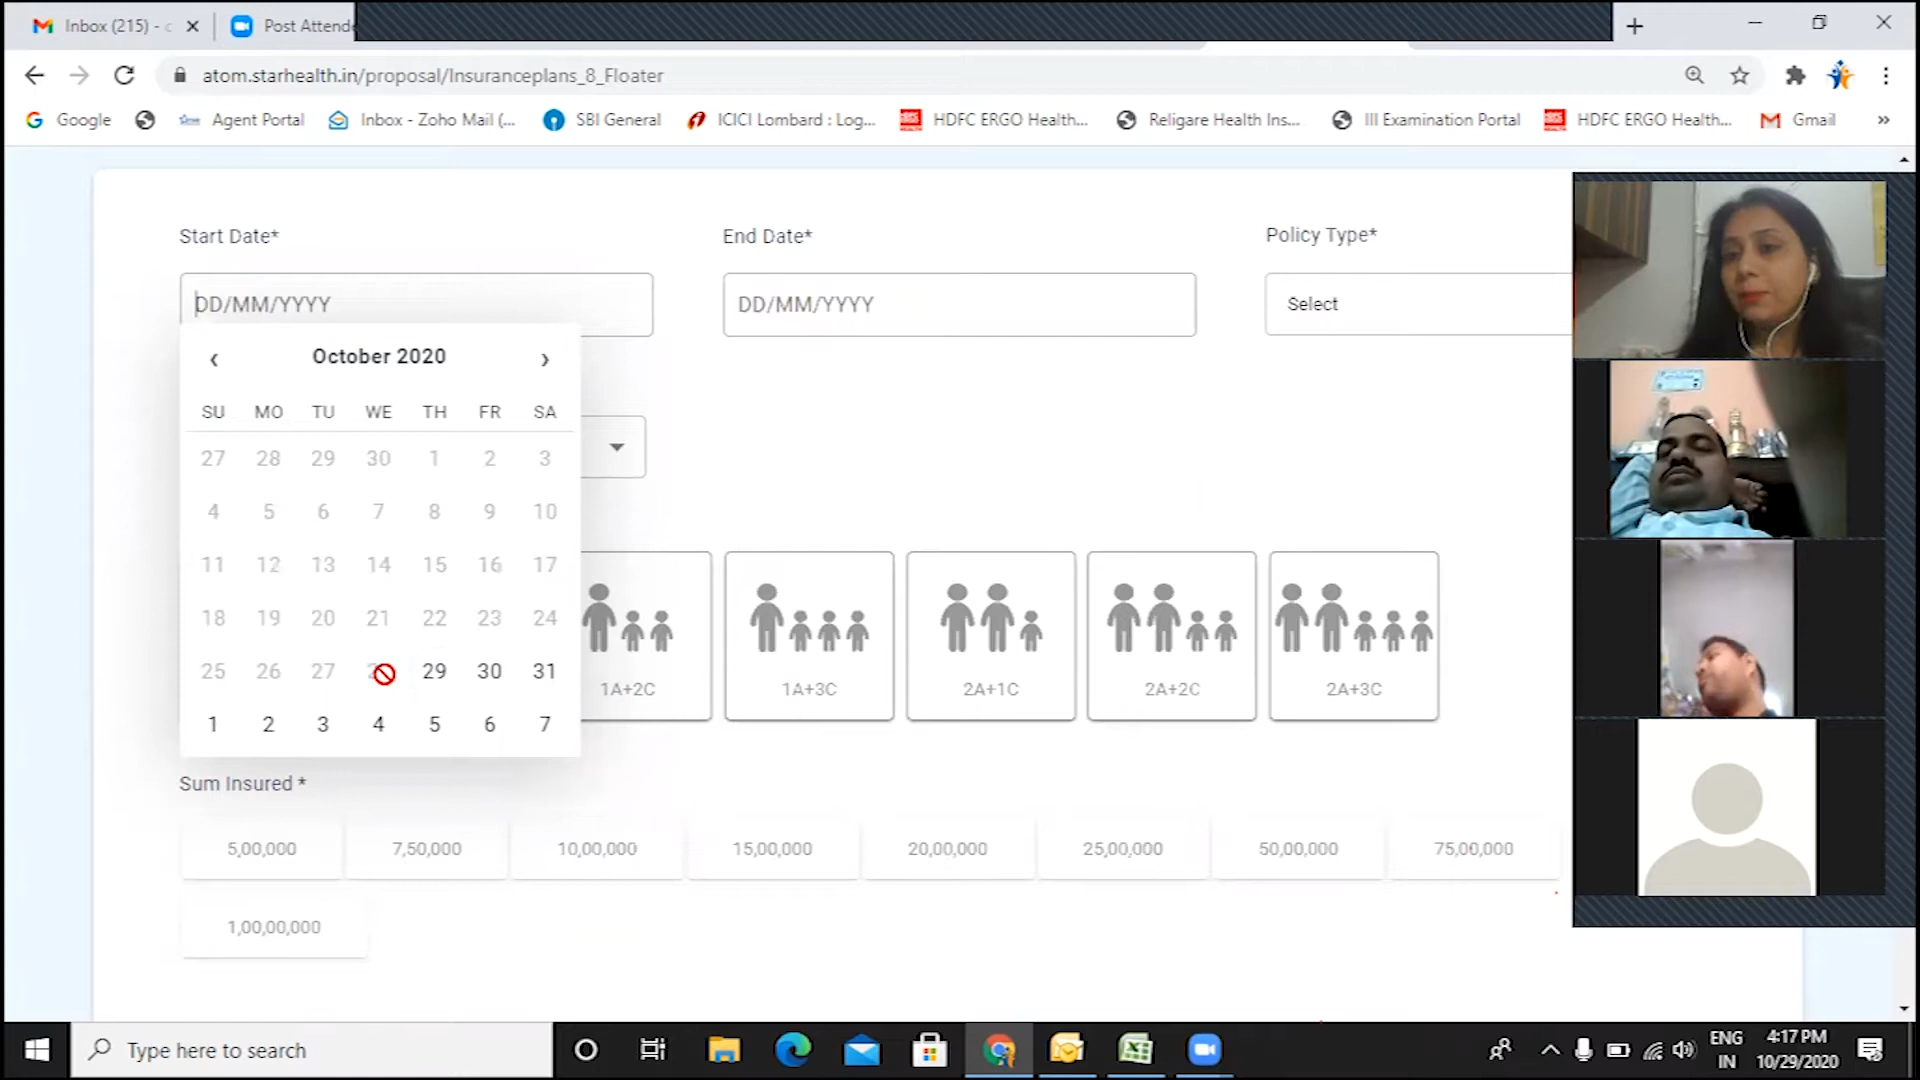 Inbox (215) - c
Post Attende
atom.starhealth.in/proposal/Insuranceplans_8_Floater
Google
Agent Portal
Inbox - Zoho Mail (...
SBI General
ICICI Lombard : Log...
HDFC ERGO Health...
Religare Health Ins...
III Examination Portal
HDFC ERGO Health...
Gmail
»
Start Date*
End Date*
Policy Type*
DD/MM/YYYY
DD/MM/YYYY
Select
‹ October 2020 ›
SU MO TU WE TH FR SA
27 28 29 30 1 2 3
4 5 6 7 8 9 10
11 12 13 14 15 16 17
18 19 20 21 22 23 24
25 26 27 29 30 31
1 2 3 4 5 6 7
1A+2C
1A+3C
2A+1C
2A+2C
2A+3C
Sum Insured *
5,00,000
7,50,000
10,00,000
15,00,000
20,00,000
25,00,000
50,00,000
75,00,000
1,00,00,000
Type here to search
ENG
IN
4:17 PM
10/29/2020